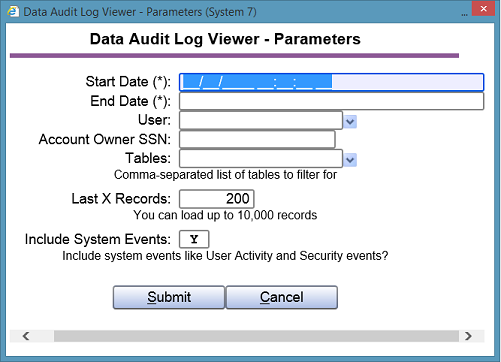 Data Audit Log Viewer - Parameters (System 7)
Data Audit Log Viewer - Parameters
Start Date (*): __/__/____ __:__:__ __
End Date (*):
User:
Account Owner SSN:
Tables:
Comma-separated list of tables to filter for
Last X Records: 200
You can load up to 10,000 records
Include System Events: Y
Include system events like User Activity and Security events?
Submit Cancel